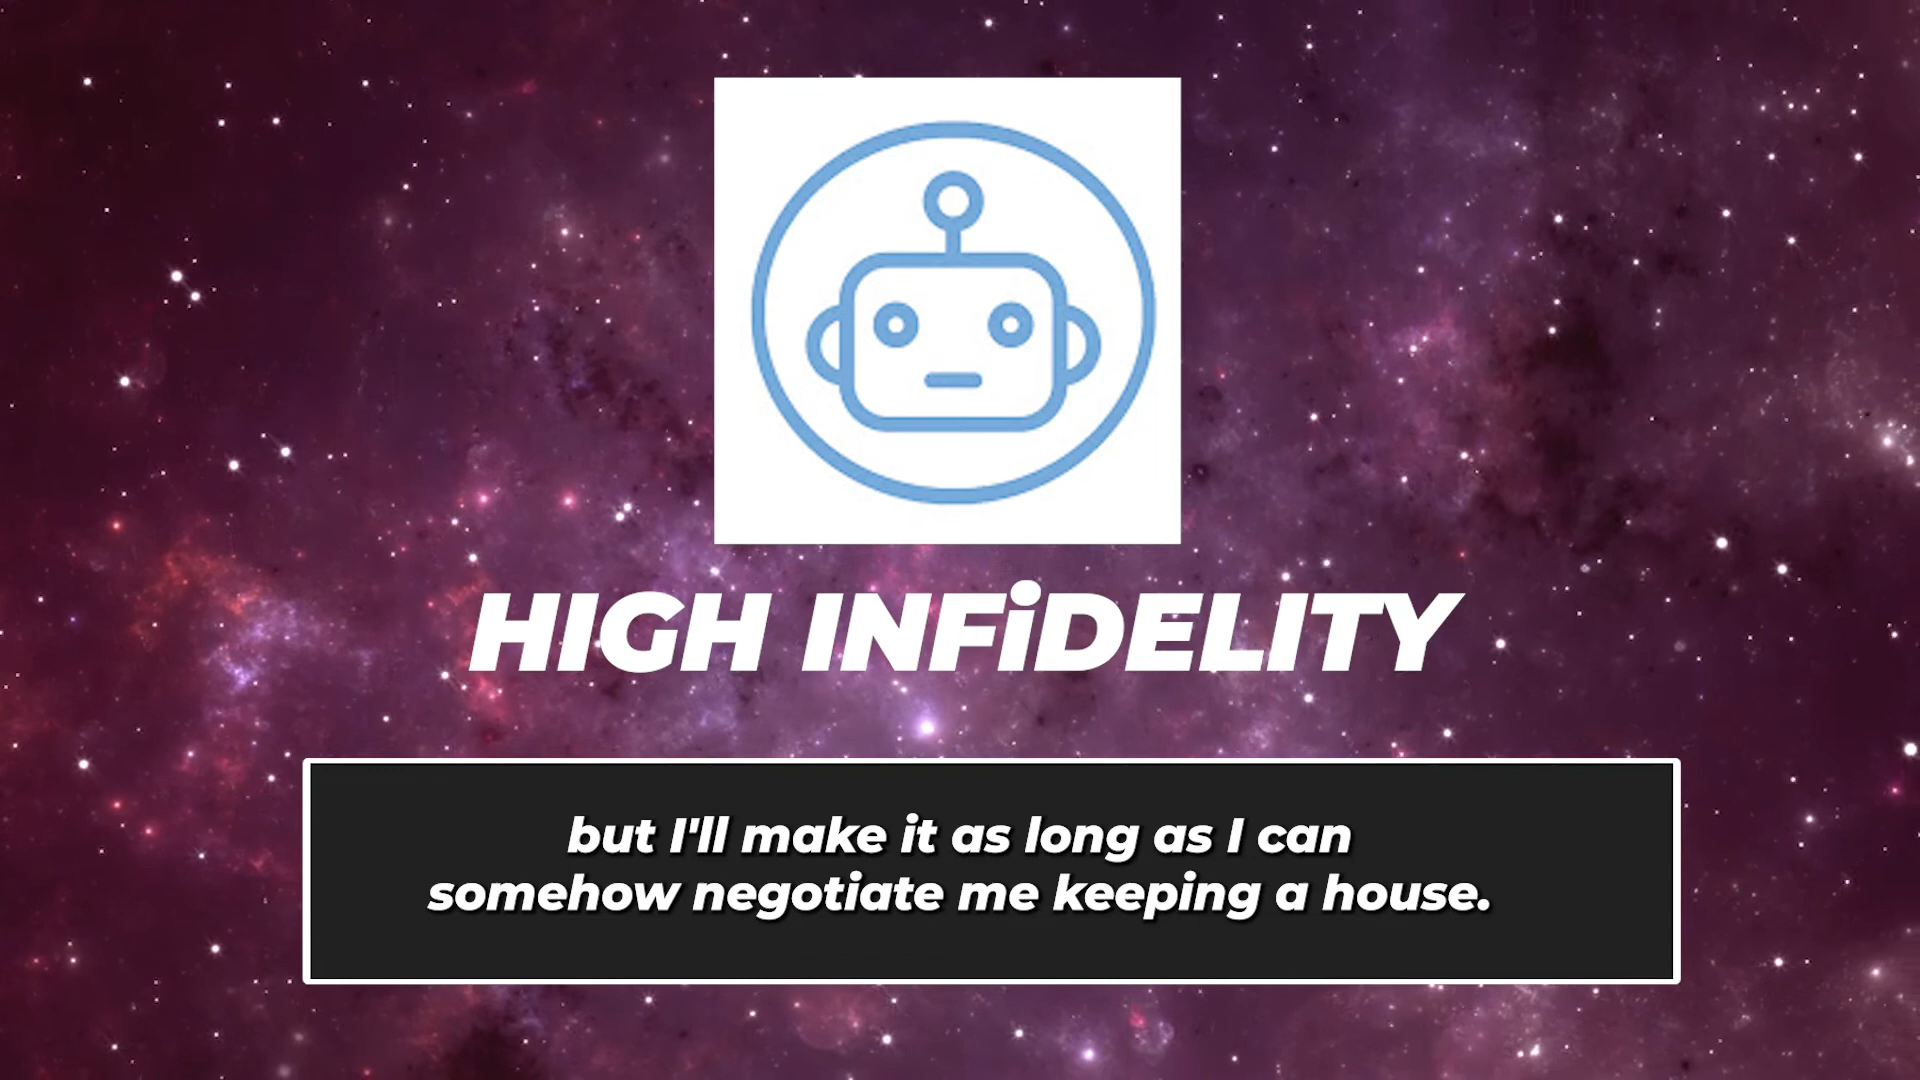 HIGH INFiDELITY
but I'll make it as long as I can
somehow negotiate me keeping a house.